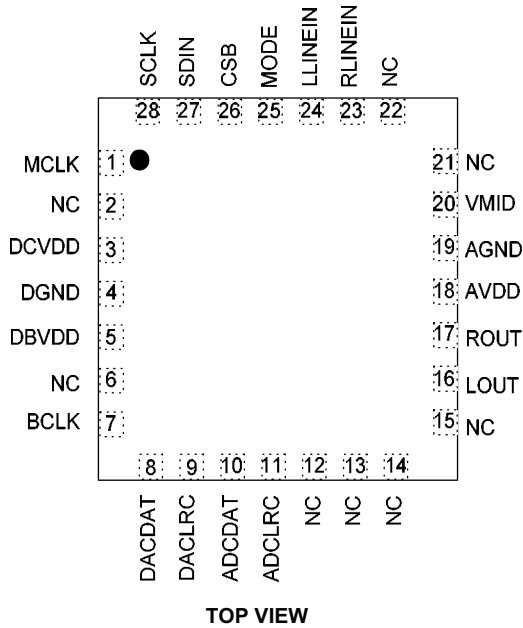 SCLK SDIN CSB MODE LLINEIN RLINEIN NC
28 27 26 25 24 23 22
MCLK 1 21 NC
NC 2 20 VMID
DCVDD 3 19 AGND
DGND 4 18 AVDD
DBVDD 5 17 ROUT
NC 6 16 LOUT
BCLK 7 15 NC
8 9 10 11 12 13 14
DACDAT DACLRC ADCDAT ADCLRC NC NC NC
TOP VIEW